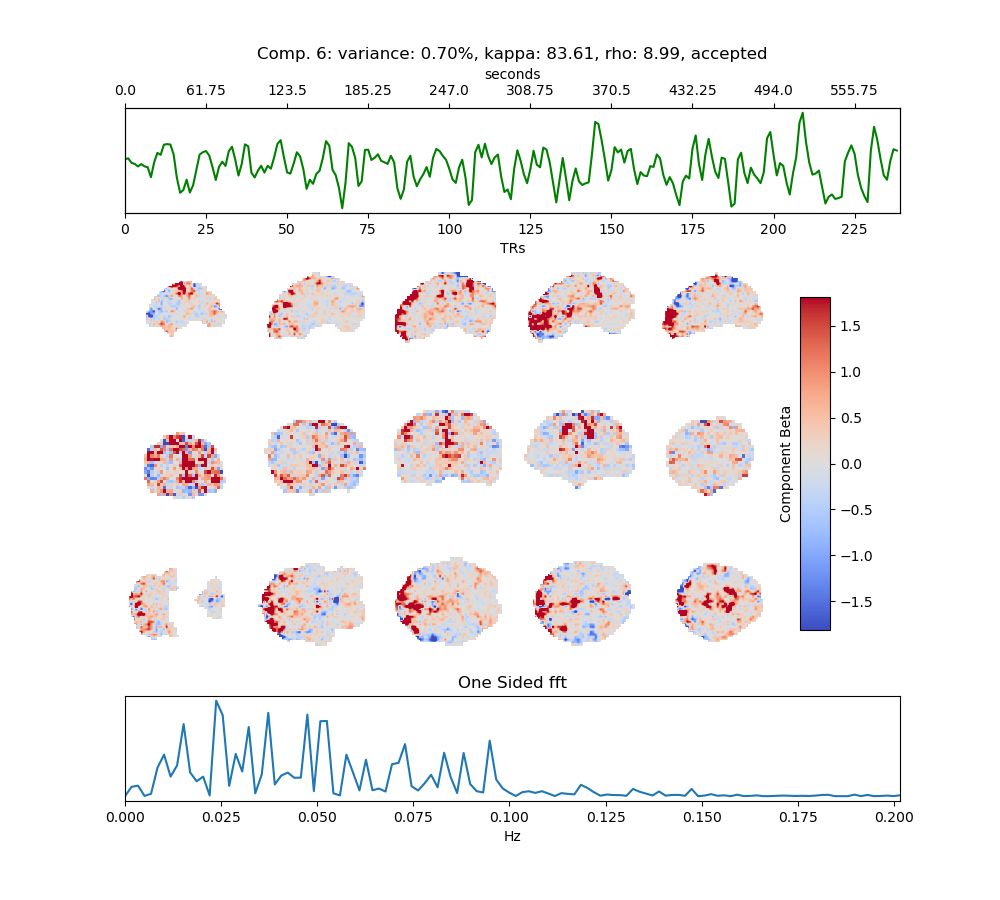 Comp. 6: variance: 0.70%, kappa: 83.61, rho: 8.99, accepted
seconds
0.0 61.75 123.5 185.25 247.0 308.75 370.5 432.25 494.0 555.75
0 25 50 75 100 125 150 175 200 225
TRs
1.5
1.0
0.5
0.0
−0.5
−1.0
−1.5
Component Beta
One Sided fft
0.000 0.025 0.050 0.075 0.100 0.125 0.150 0.175 0.200
Hz